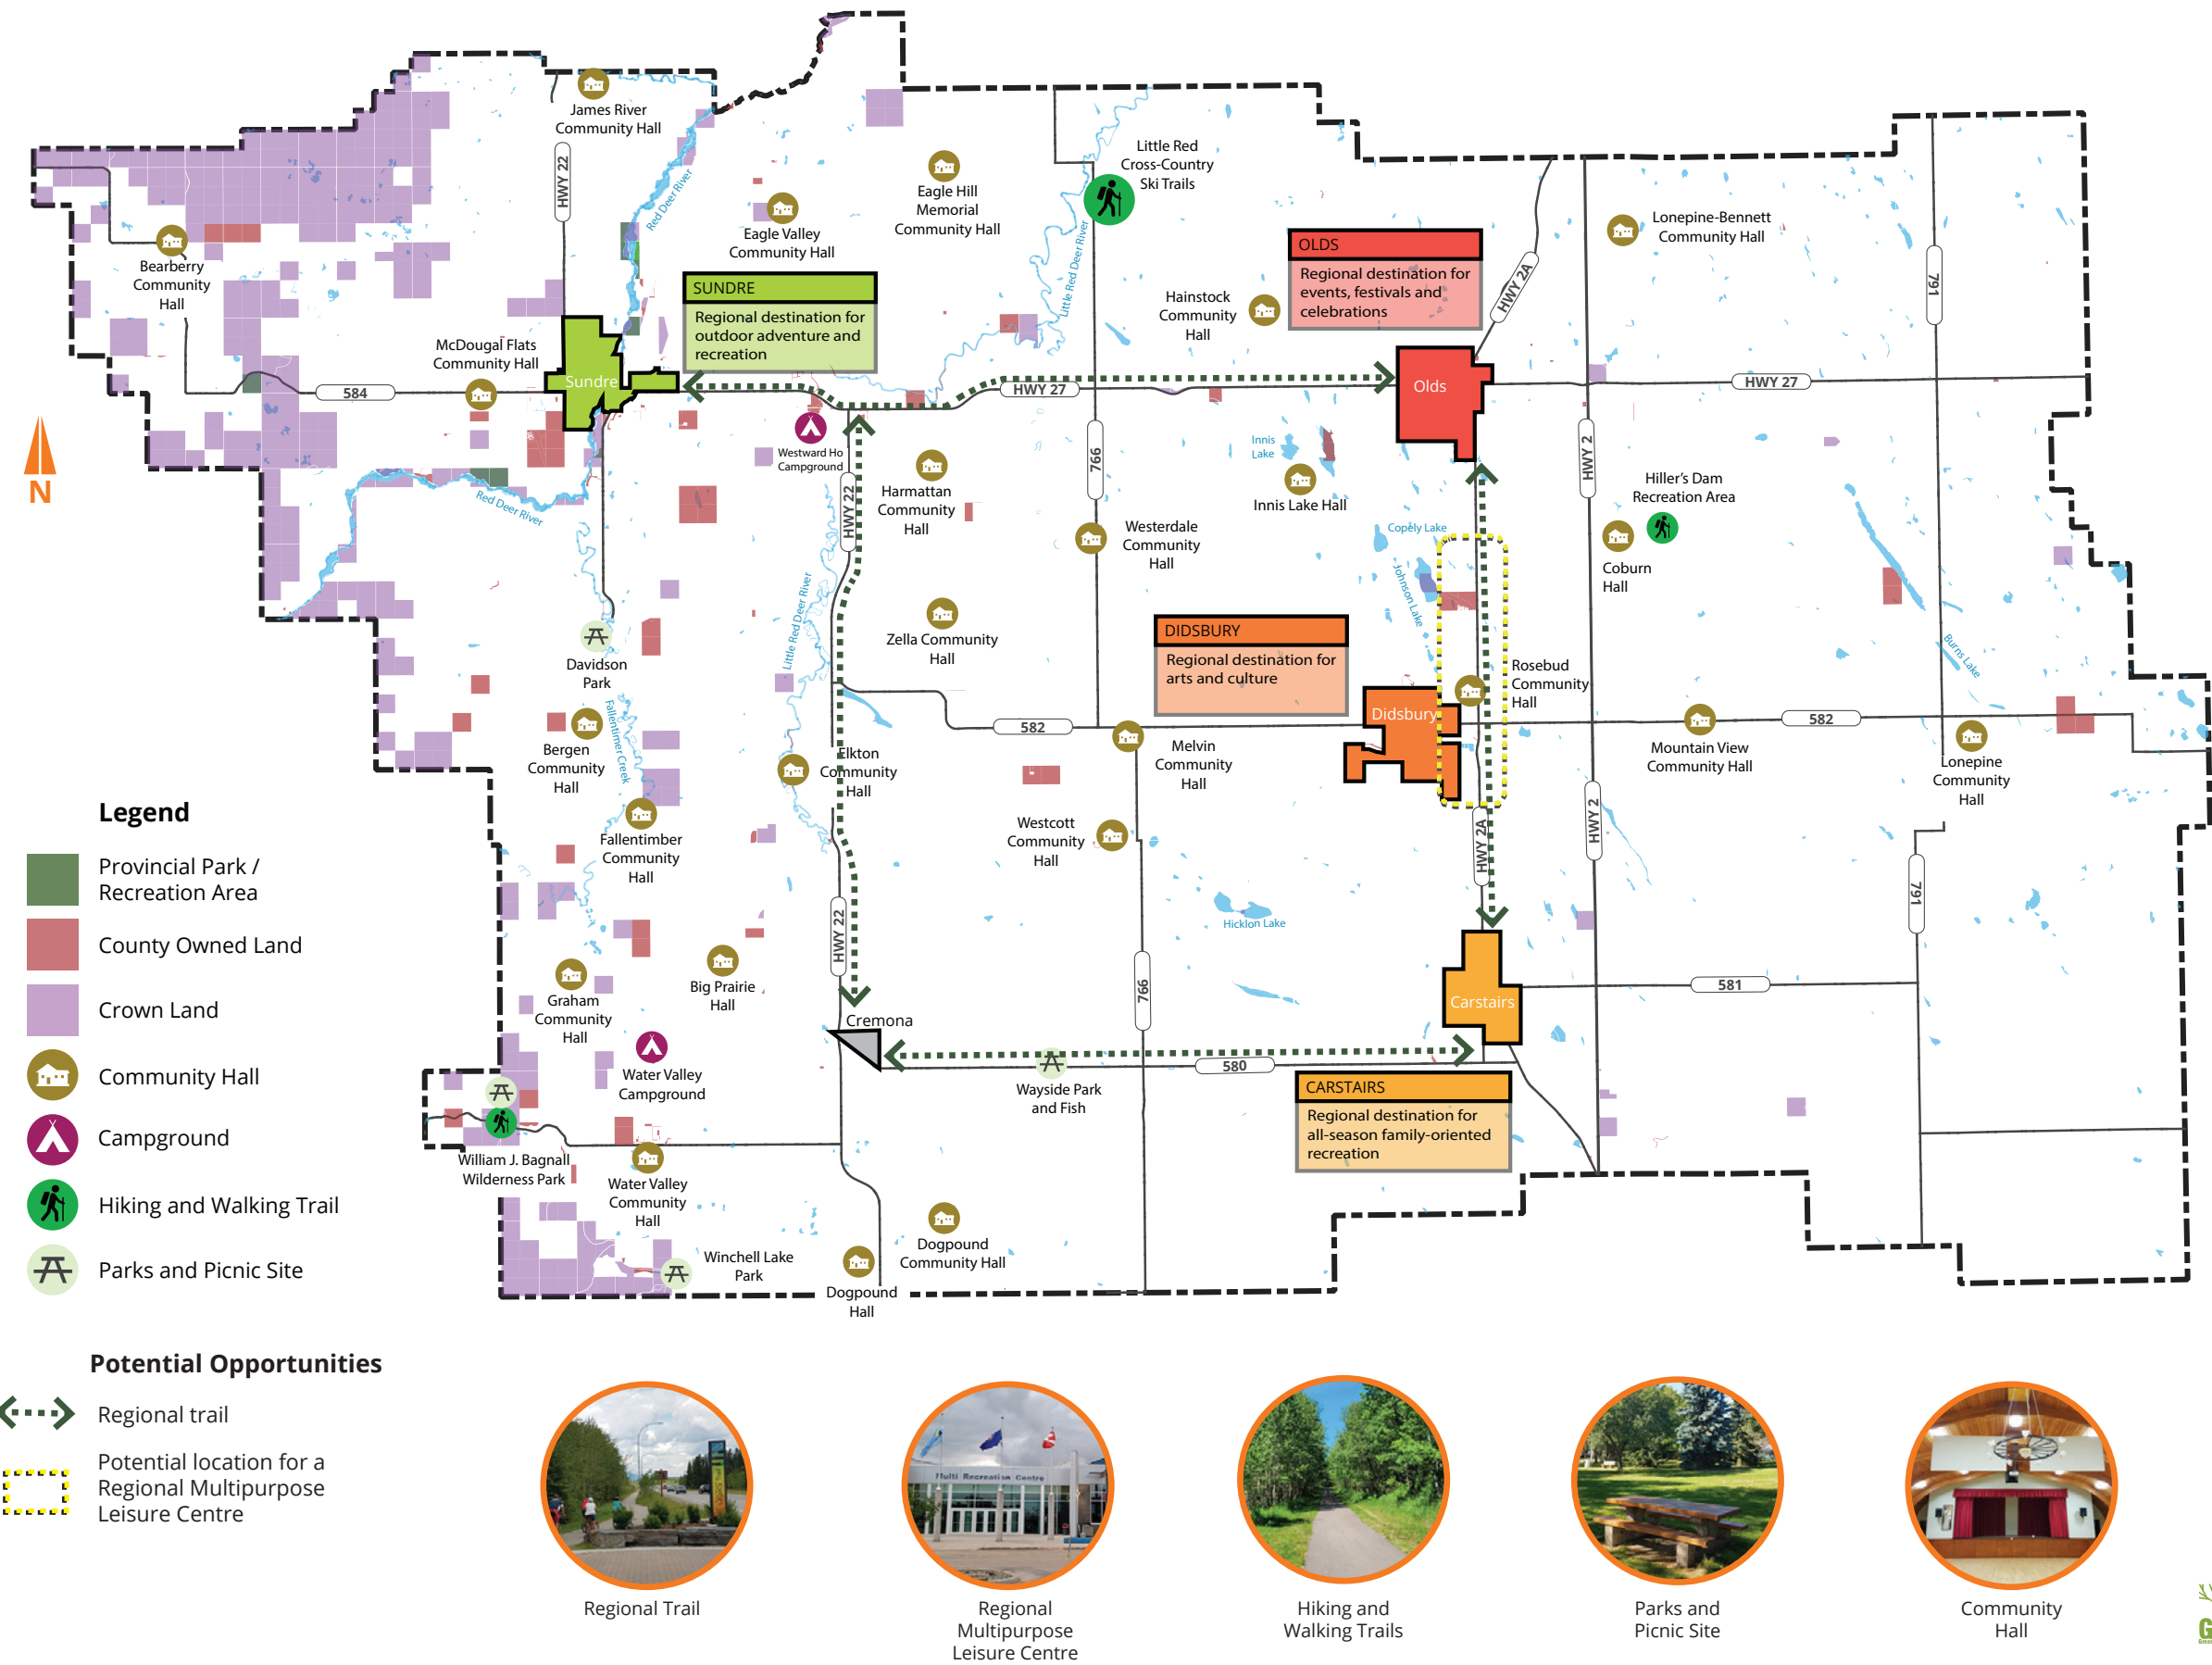 James River
Community Hall
HWY 22
Red Deer River
Eagle Valley
Community Hall
Eagle Hill
Memorial
Community Hall
Little Red
Cross-Country
Ski Trails
Little Red Deer River
Lonepine-Bennett
Community Hall
791
HWY 2A
OLDS
Regional destination for
events, festivals and
celebrations
Hainstock
Community
Hall
Bearberry
Community
Hall
SUNDRE
Regional destination for
outdoor adventure and
recreation
McDougal Flats
Community Hall
Sundre
584
HWY 27
Olds
HWY 27
Westward Ho
Campground
HWY 22
766
HWY 2
Innis
Lake
Innis Lake Hall
Harmattan
Community
Hall
Hiller's Dam
Recreation Area
Coburn
Hall
Red Deer River
Westerdale
Community
Hall
Copely Lake
Johnson Lake
N
Davidson
Park
Little Red Deer River
Zella Community
Hall
DIDSBURY
Regional destination for
arts and culture
Didsbury
Rosebud
Community
Hall
Burns Lake
582
582
Bergen
Community
Hall
Fallentimer Creek
Elkton
Community
Hall
Melvin
Community
Hall
Mountain View
Community Hall
Lonepine
Community
Hall
Fallentimber
Community
Hall
Westcott
Community
Hall
HWY 2A
HWY 2
791
Hicklon Lake
HWY 22
Big Prairie
Hall
Graham
Community
Hall
766
581
Carstairs
Cremona
Water Valley
Campground
Wayside Park
and Fish
580
CARSTAIRS
Regional destination for
all-season family-oriented
recreation
William J. Bagnall
Wilderness Park
Water Valley
Community
Hall
Winchell Lake
Park
Dogpound
Community Hall
Dogpound
Hall
Legend
Provincial Park /
Recreation Area
County Owned Land
Crown Land
Community Hall
Campground
Hiking and Walking Trail
Parks and Picnic Site
Potential Opportunities
Regional trail
Potential location for a
Regional Multipurpose
Leisure Centre
Multi Recreation Centre
Regional Trail
Regional
Multipurpose
Leisure Centre
Hiking and
Walking Trails
Parks and
Picnic Site
Community
Hall